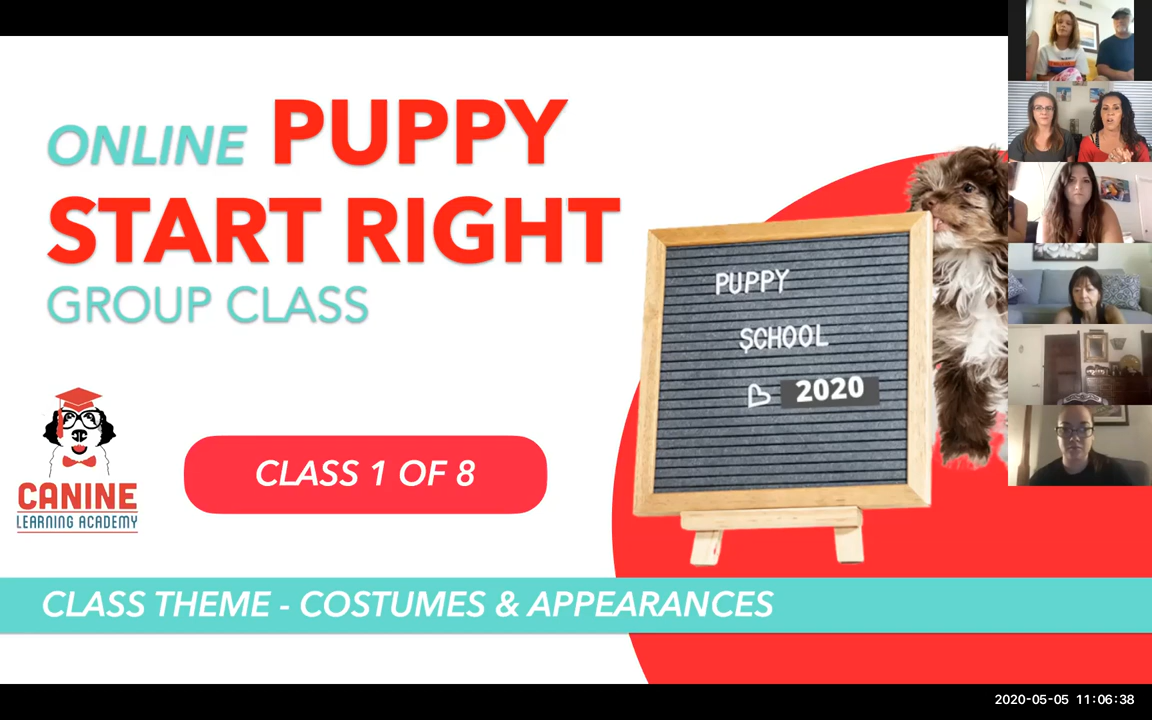 ONLINE PUPPY
START RIGHT
GROUP CLASS
PUPPY
SCHOOL
2020
CANINE
LEARNING ACADEMY
CLASS 1 OF 8
CLASS THEME - COSTUMES & APPEARANCES
2020-05-05 11:06:38